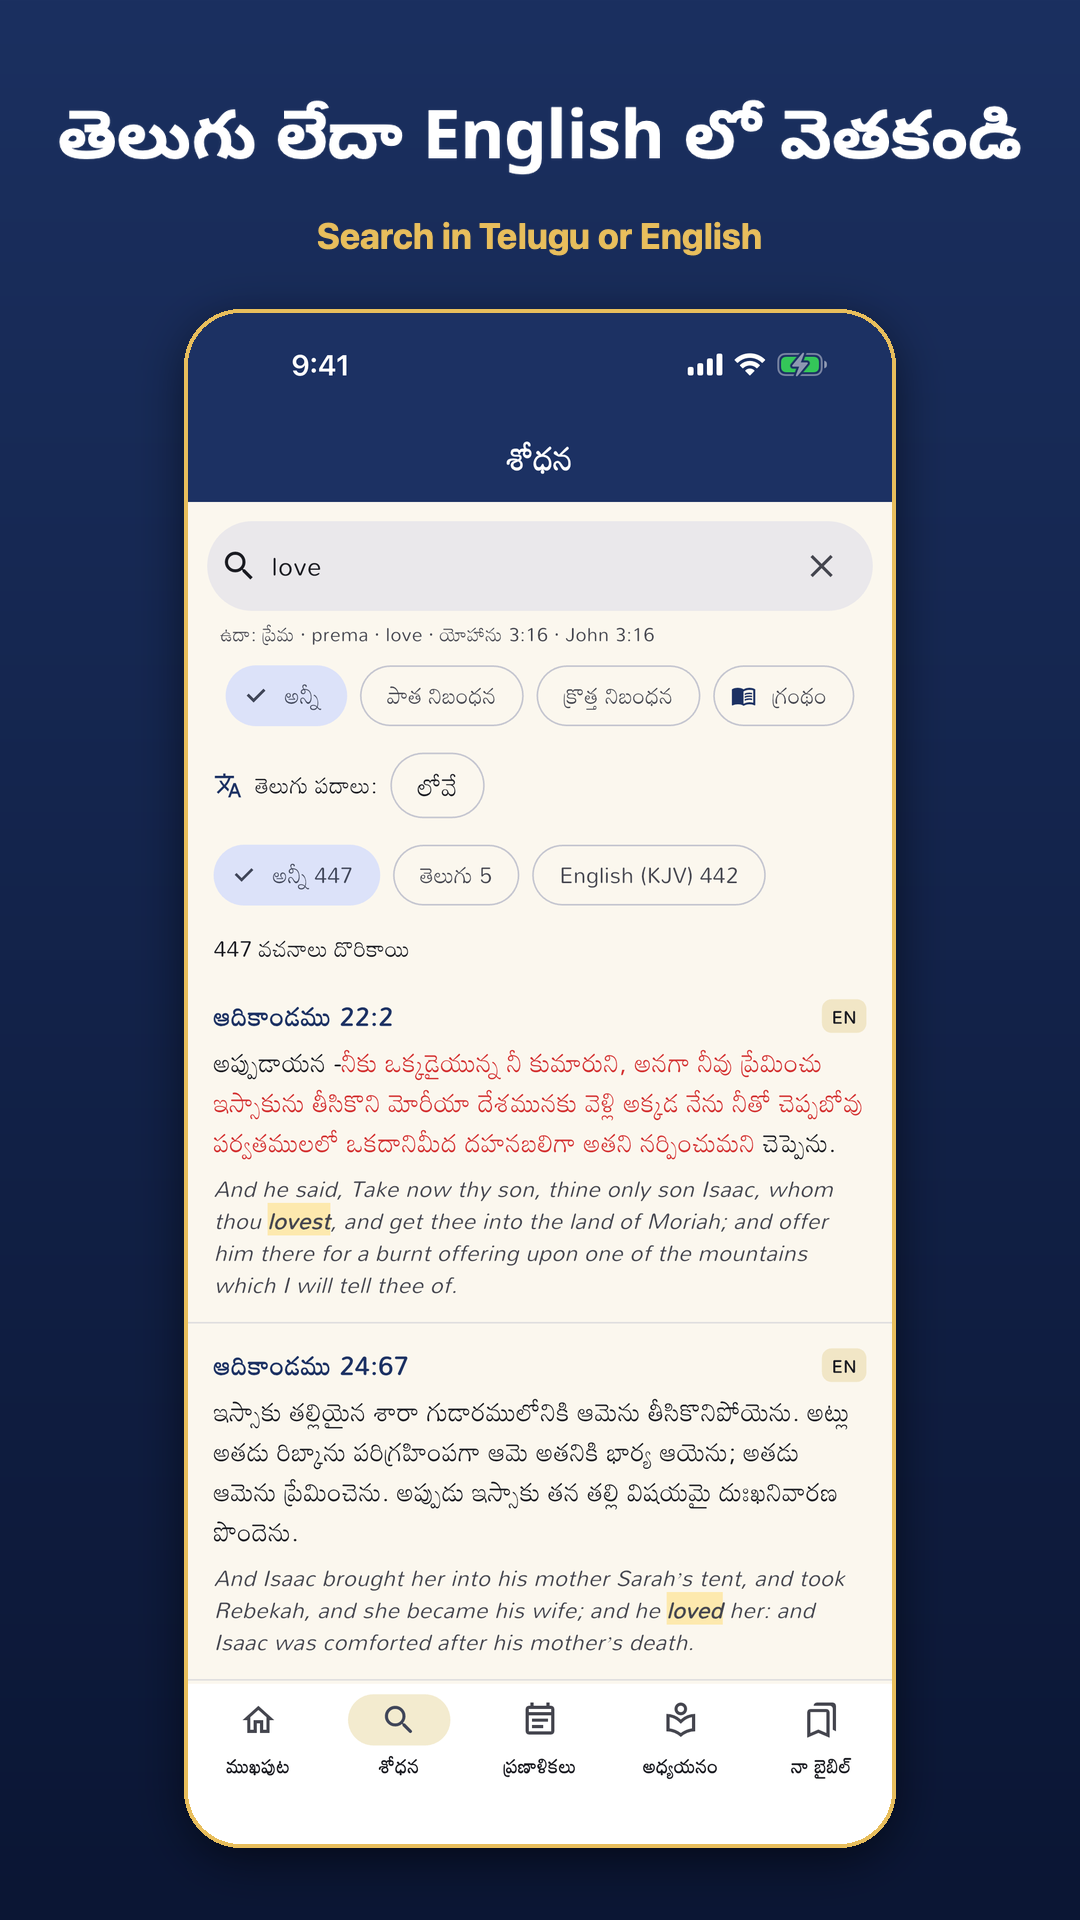 తెలుగు లేదా English లో వెతకండి
Search in Telugu or English
9:41
శోధన
love
ఉదా: ప్రేమ · prema · love · యోహాను 3:16 · John 3:16
అన్నీ పాత నిబంధన క్రొత్త నిబంధన గ్రంథం
తెలుగు పదాలు: లోవే
అన్నీ 447 తెలుగు 5 English (KJV) 442
447 వచనాలు దొరికాయి
ఆదికాండము 22:2 EN
అప్పుడాయన -నీకు ఒక్కడైయున్న నీ కుమారుని, అనగా నీవు ప్రేమించు
ఇస్సాకును తీసికొని మోరీయా దేశమునకు వెళ్లి అక్కడ నేను నీతో చెప్పబోవు
పర్వతములలో ఒకదానిమీద దహనబలిగా అతని నర్పించుమని చెప్పెను.
And he said, Take now thy son, thine only son Isaac, whom
thou lovest, and get thee into the land of Moriah; and offer
him there for a burnt offering upon one of the mountains
which I will tell thee of.
ఆదికాండము 24:67 EN
ఇస్సాకు తల్లియైన శారా గుడారములోనికి ఆమెను తీసికొనిపోయెను. అట్లు
అతడు రిబ్కాను పరిగ్రహింపగా ఆమె అతనికి భార్య ఆయెను; అతడు
ఆమెను ప్రేమించెను. అప్పుడు ఇస్సాకు తన తల్లి విషయమై దుఃఖనివారణ
పొందెను.
And Isaac brought her into his mother Sarah's tent, and took
Rebekah, and she became his wife; and he loved her: and
Isaac was comforted after his mother's death.
ముఖపుట శోధన ప్రణాళికలు అధ్యయనం నా బైబిల్